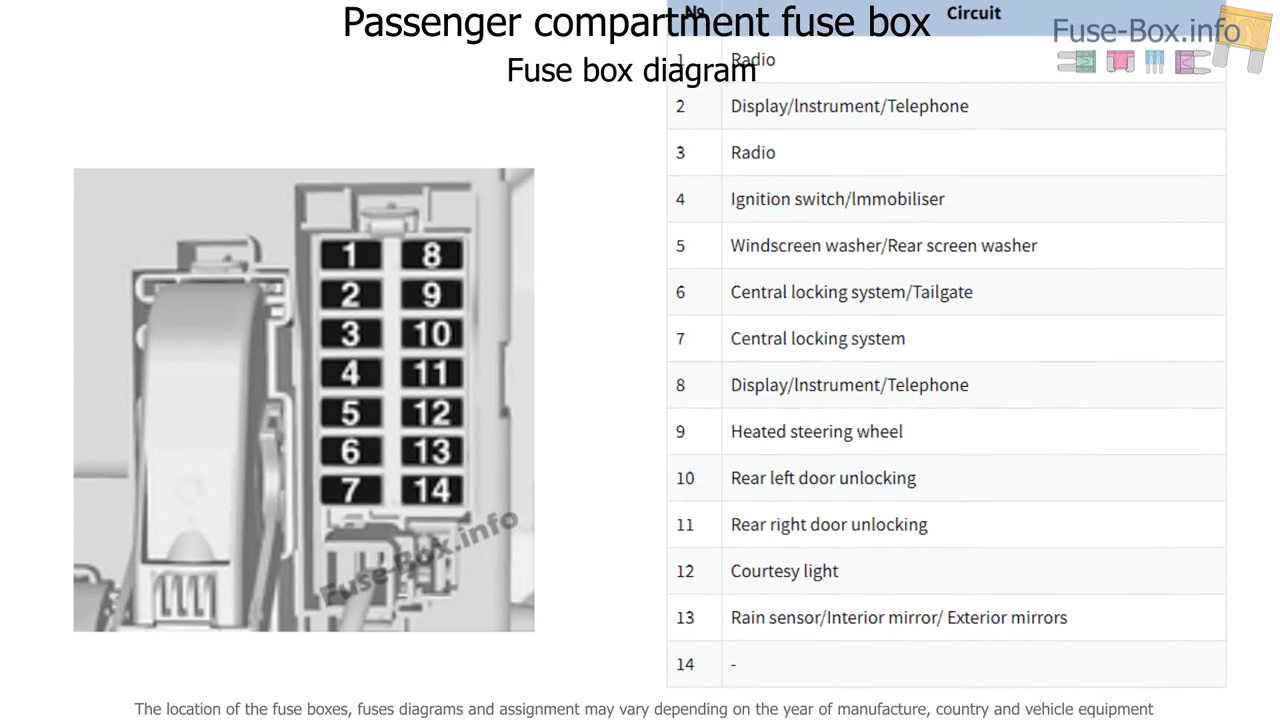 Passenger compartment fuse box
Fuse box diagram
Fuse-Box.info
№ Circuit
1 Radio
2 Display/Instrument/Telephone
3 Radio
4 Ignition switch/Immobiliser
5 Windscreen washer/Rear screen washer
6 Central locking system/Tailgate
7 Central locking system
8 Display/Instrument/Telephone
9 Heated steering wheel
10 Rear left door unlocking
11 Rear right door unlocking
12 Courtesy light
13 Rain sensor/Interior mirror/ Exterior mirrors
14 -
1 8
2 9
3 10
4 11
5 12
6 13
7 14
Fuse-Box.info
The location of the fuse boxes, fuses diagrams and assignment may vary depending on the year of manufacture, country and vehicle equipment